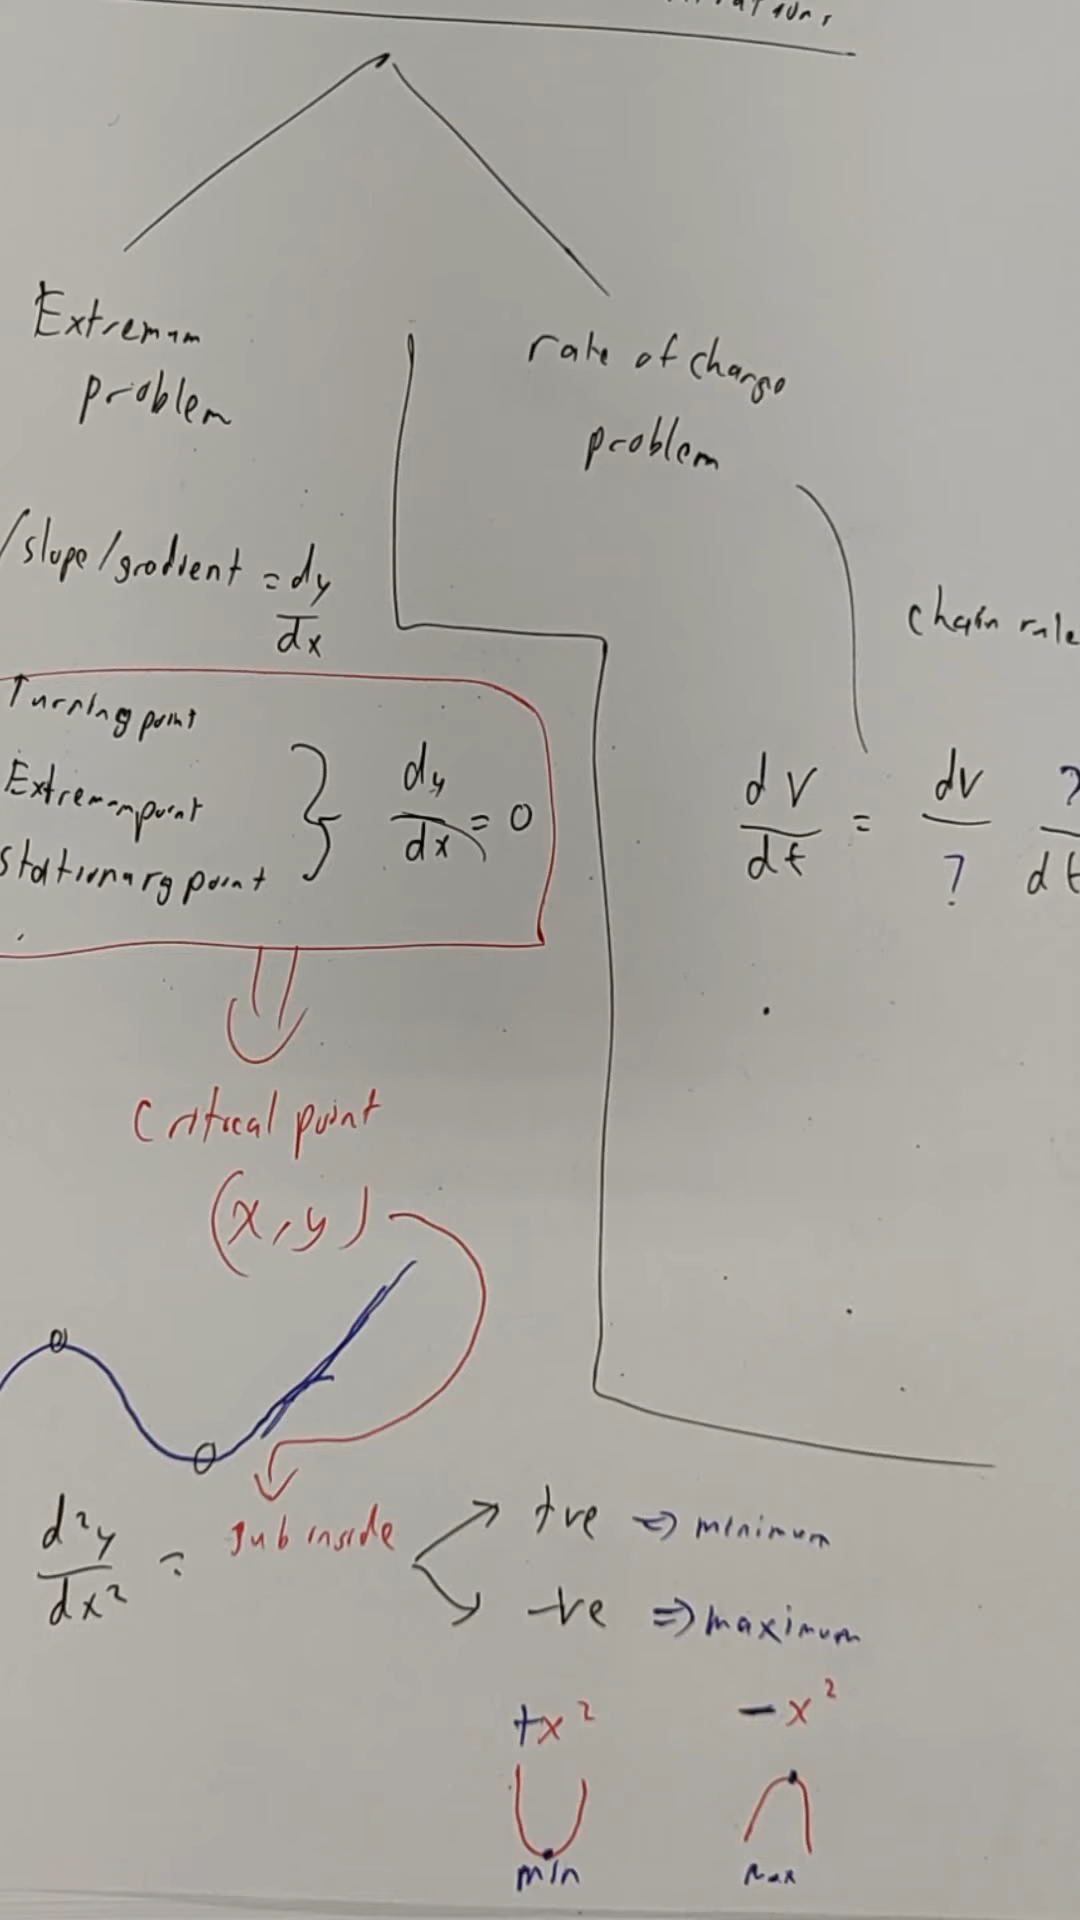 Extremum
problem
rate of change
problem
/slope/gradient = dy/dx
chain rule
Turning point
Extremum point
stationary point
} dy/dx = 0
dV/dt = dV/? ?/dt
Critical point
(x, y)
d²y/dx² = sub inside
+ve => minimum
-ve => maximum
+x²
-x²
min
max